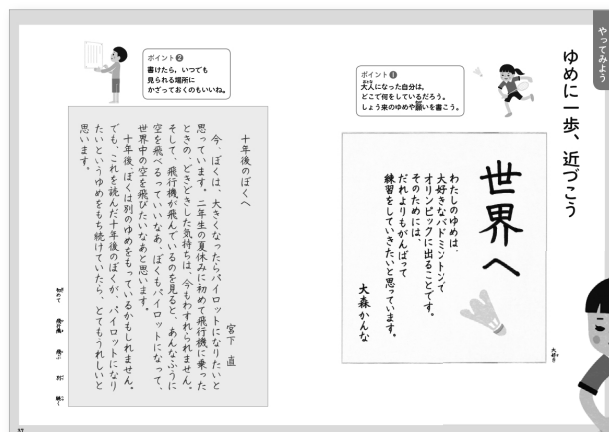 やってみよう
ゆめに一歩、近づこう
ポイント❶
大人になった自分は、
どこで何をしているだろう。
しょう来のゆめや願いを書こう。
世界へ
わたしのゆめは、
大好きなバドミントンで
オリンピックに出ることです。
そのためには、
だれよりもがんばって
練習をしていきたいと思っています。
大森かんな
大好き
ポイント❷
書けたら、いつでも
見られる場所に
かざっておくのもいいね。
十年後のぼくへ
宮下 直
今、ぼくは、大きくなったらパイロットになりたいと
思っています。二年生の夏休みに初めて飛行機に乗った
ときの、どきどきした気持ちは、今もわすれられません。
そして、飛行機が飛んでいるのを見ると、あんなふうに
空を飛べるっていいなあ、ぼくもパイロットになって、
世界中の空を飛びたいなあと思います。
十年後、ぼくは別のゆめをもっているかもしれません。
でも、これを読んだ十年後のぼくが、パイロットになり
たいというゆめをもち続けていたら、とてもうれしいと
思います。
初めて
飛行機
飛ぶ
別
続く
37